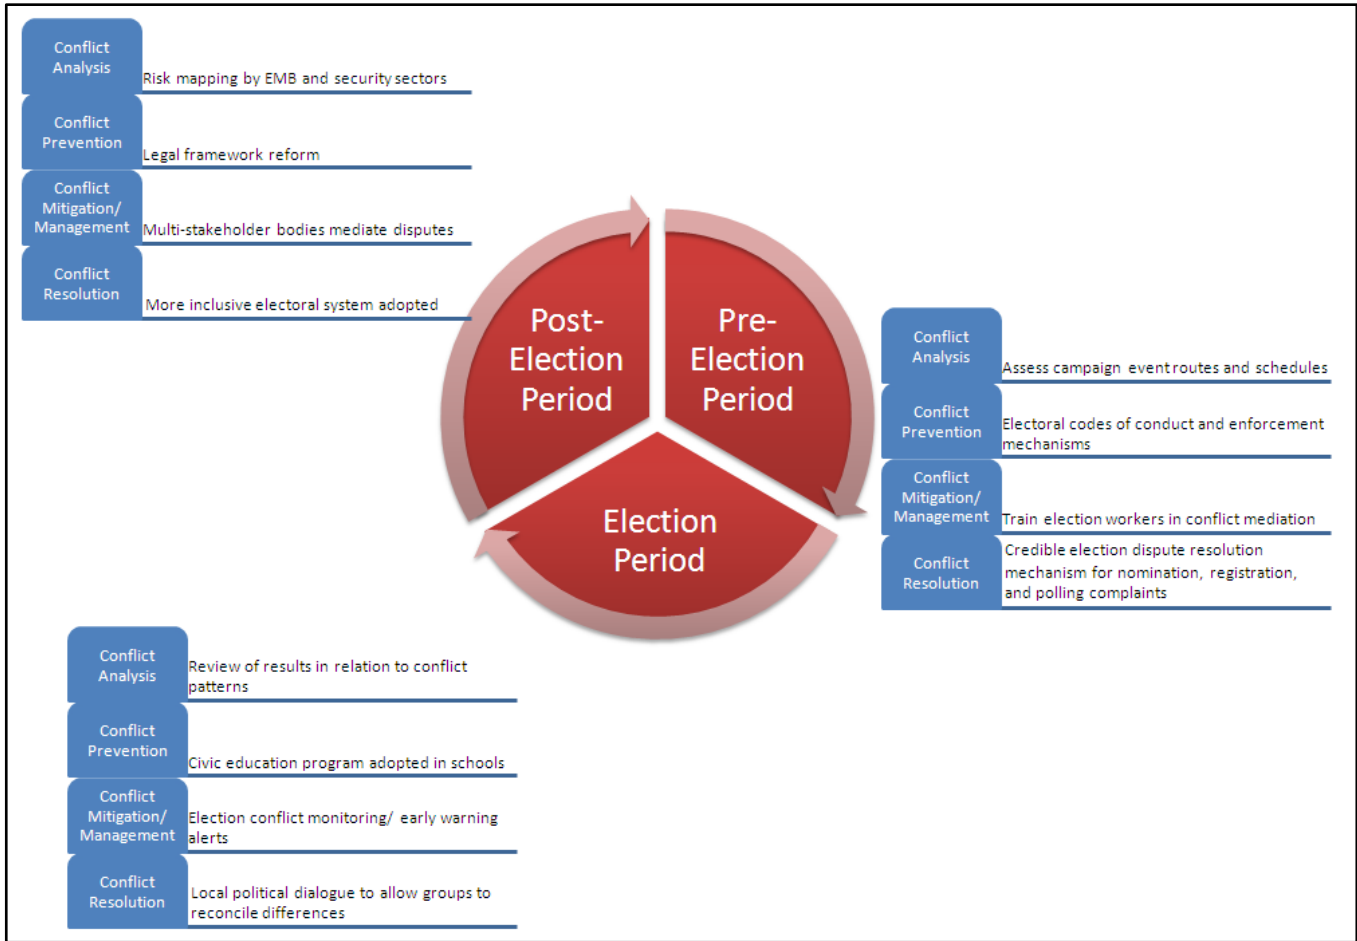 Conflict
Analysis
Risk mapping by EMB and security sectors
Conflict
Prevention
Legal framework reform
Conflict
Mitigation/
Management
Multi-stakeholder bodies mediate disputes
Conflict
Resolution
More inclusive electoral system adopted
Post-
Election
Period
Pre-
Election
Period
Election
Period
Conflict
Analysis
Assess campaign event routes and schedules
Conflict
Prevention
Electoral codes of conduct and enforcement
mechanisms
Conflict
Mitigation/
Management
Train election workers in conflict mediation
Conflict
Resolution
Credible election dispute resolution
mechanism for nomination, registration,
and polling complaints
Conflict
Analysis
Review of results in relation to conflict
patterns
Conflict
Prevention
Civic education program adopted in schools
Conflict
Mitigation/
Management
Election conflict monitoring/ early warning
alerts
Conflict
Resolution
Local political dialogue to allow groups to
reconcile differences